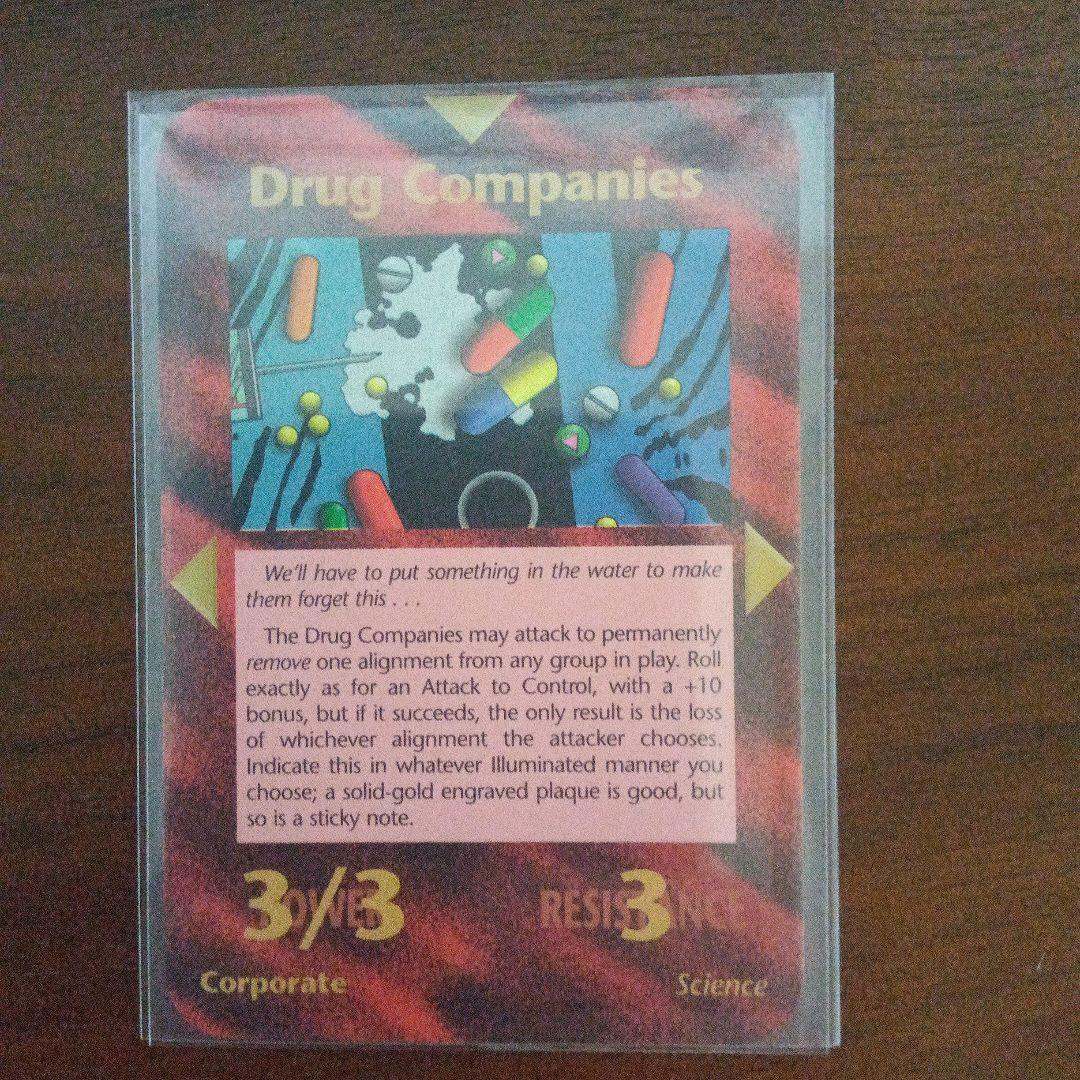 Drug Companies
We'll have to put something in the water to make
them forget this . . .
The Drug Companies may attack to permanently
remove one alignment from any group in play. Roll
exactly as for an Attack to Control, with a +10
bonus, but if it succeeds, the only result is the loss
of whichever alignment the attacker chooses.
Indicate this in whatever Illuminated manner you
choose; a solid-gold engraved plaque is good, but
so is a sticky note.
POWER 3/3
RESISTANCE 3
Corporate
Science